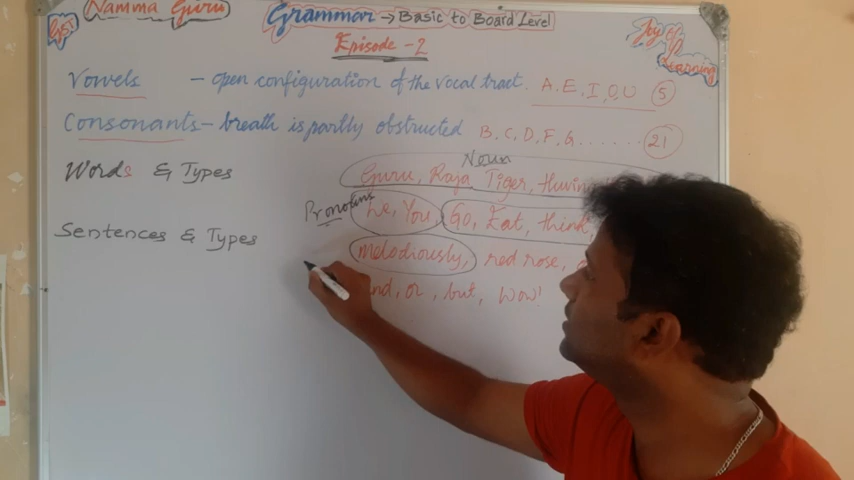 Namma Guru
Grammar → Basic to Board Level
Episode - 2
Joy of
Learning
Vowels - open configuration of the vocal tract. A, E, I, O, U 5
Consonants - breath is partly obstructed B, C, D, F, G....... 21
Noun
Words & Types Guru, Raja Tiger,
Pronouns
You, Go, Eat, think,
Sentences & Types
Melodiously, red rose,
or, but, Wow!